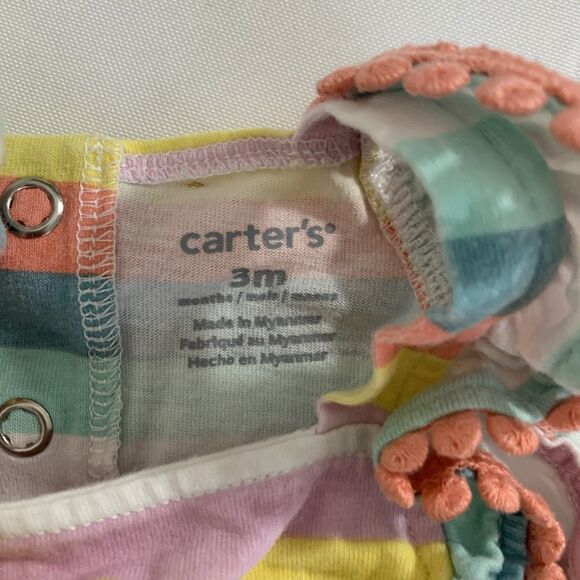 carter's®
3m
months / mois / meses
Made in Myanmar
Fabriqué au Myanmar
Hecho en Myanmar